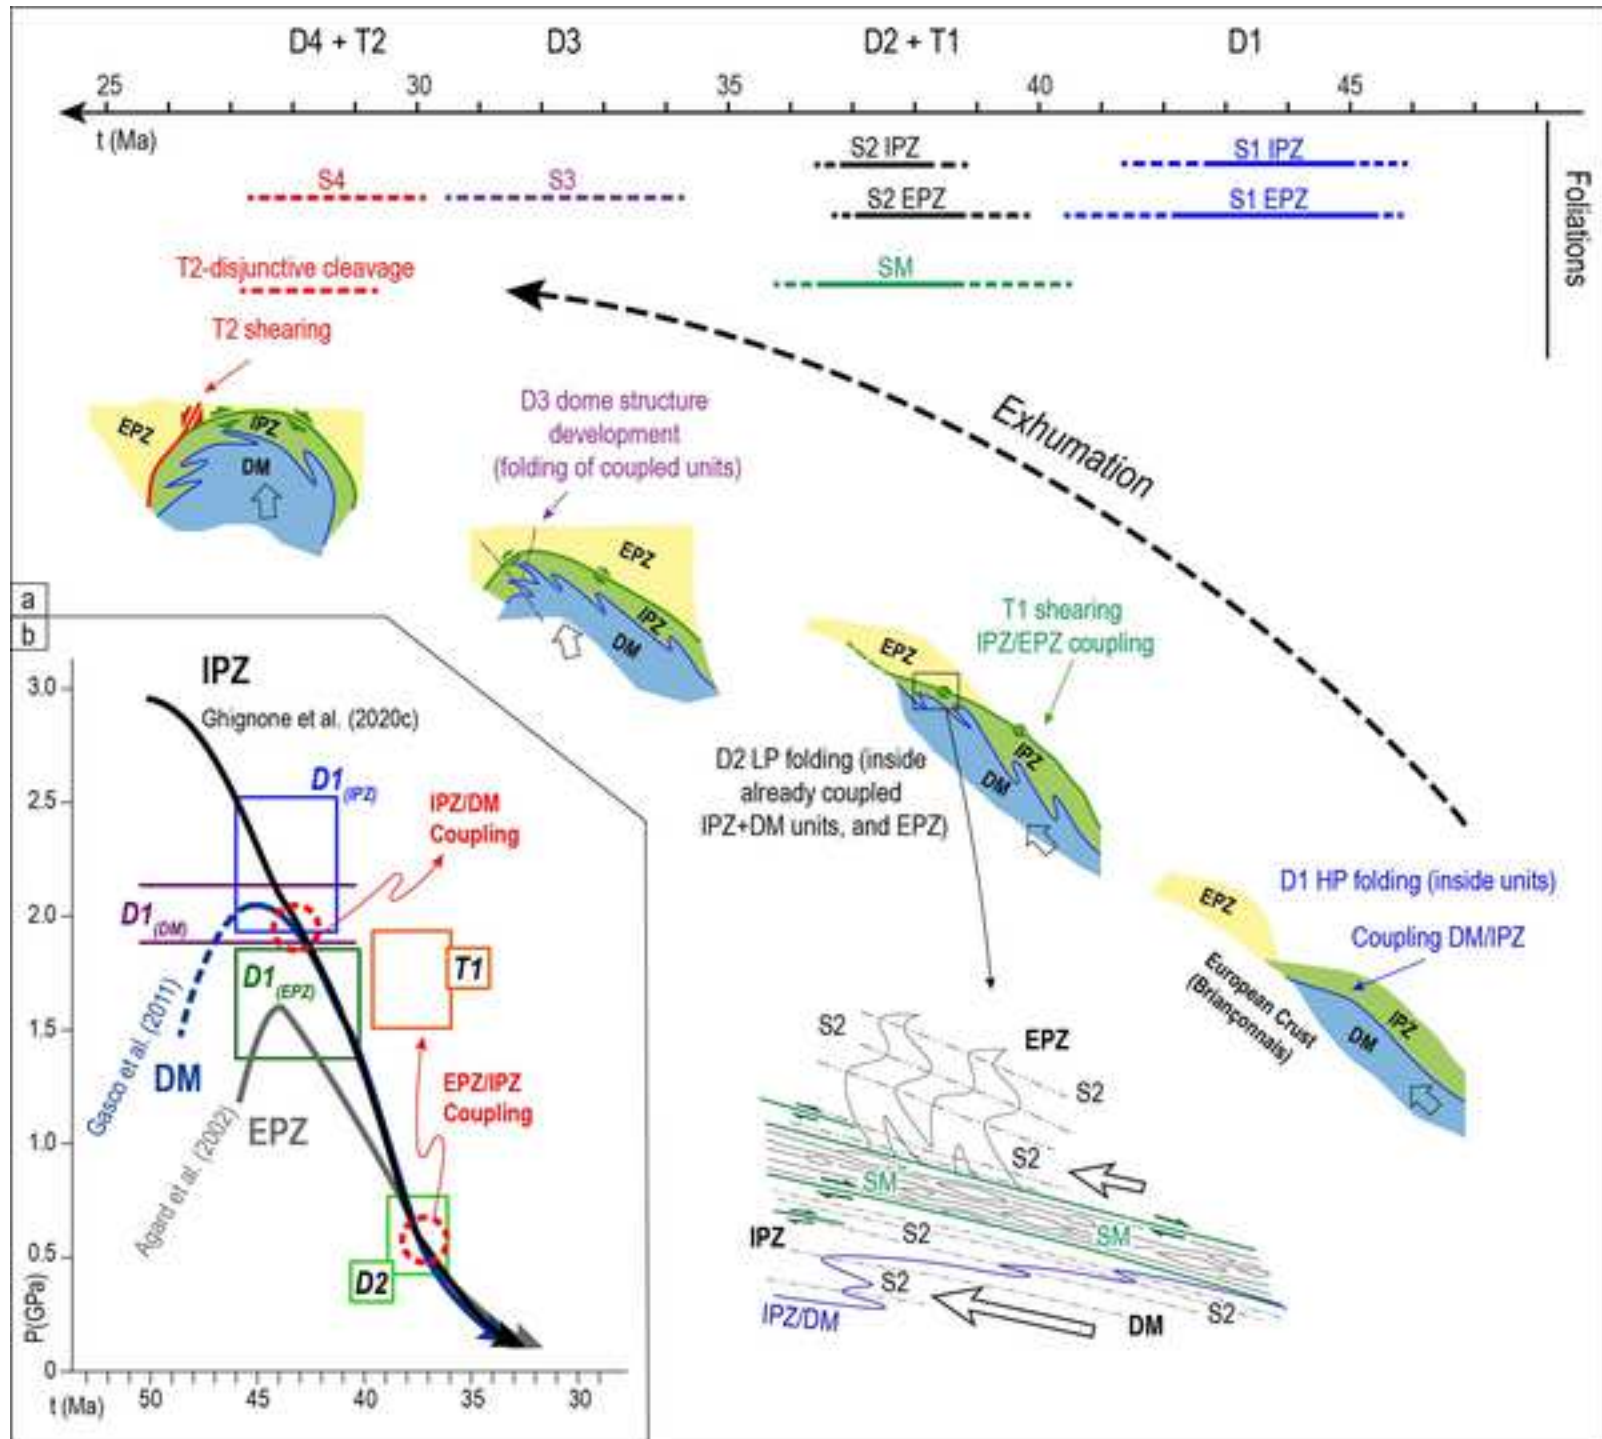 D4 + T2 D3 D2 + T1 D1
25 30 35 40 45
t (Ma)
S2 IPZ S1 IPZ
S4 S3 S2 EPZ S1 EPZ
Foliations
T2-disjunctive cleavage SM
T2 shearing
EPZ
IPZ
DM
D3 dome structure
development
(folding of coupled units)
EPZ
IPZ
DM
Exhumation
T1 shearing
IPZ/EPZ coupling
EPZ
IPZ
DM
D2 LP folding (inside
already coupled
IPZ+DM units, and EPZ)
D1 HP folding (inside units)
Coupling DM/IPZ
EPZ
European Crust
(Briançonnais)
IPZ
DM
S2
EPZ
S2
S2
SM
SM
IPZ
S2
S2
S2
IPZ/DM
DM
a
b
IPZ
Ghignone et al. (2020c)
3.0
2.5
2.0
1.5
1.0
0.5
0
P(GPa)
D1(IPZ)
IPZ/DM
Coupling
D1(DM)
D1(EPZ)
T1
Gasco et al. (2011)
DM
Agard et al. (2002)
EPZ
EPZ/IPZ
Coupling
D2
t (Ma) 50 45 40 35 30